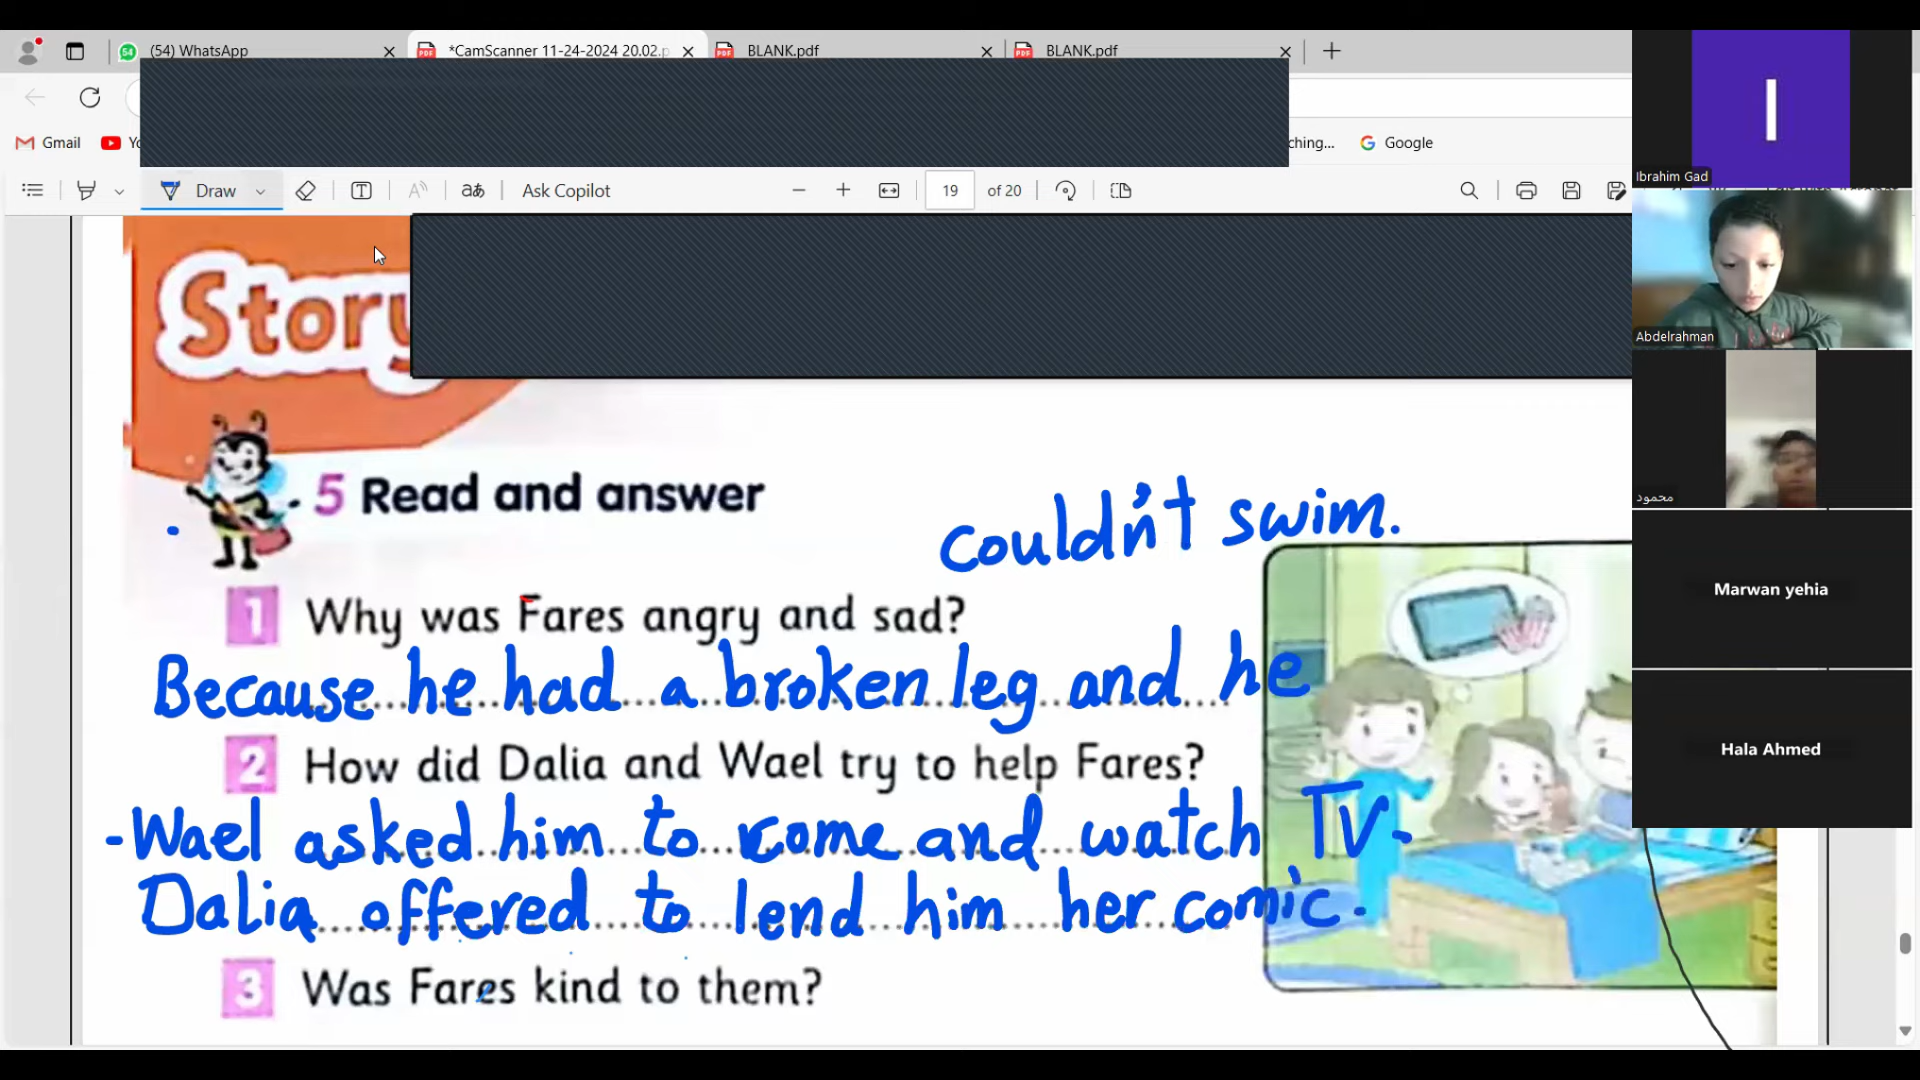 (54) WhatsApp
*CamScanner 11-24-2024 20.02.p
BLANK.pdf
BLANK.pdf
Gmail
ching...
Google
Draw
Ask Copilot
19 of 20
Story
5 Read and answer
couldn't swim.
1 Why was Fares angry and sad?
Because he had a broken leg and he
2 How did Dalia and Wael try to help Fares?
-Wael asked him to come and watch TV-
Dalia offered to lend him her comic.
3 Was Fares kind to them?
I
Ibrahim Gad
Abdelrahman
محمود
Marwan yehia
Hala Ahmed